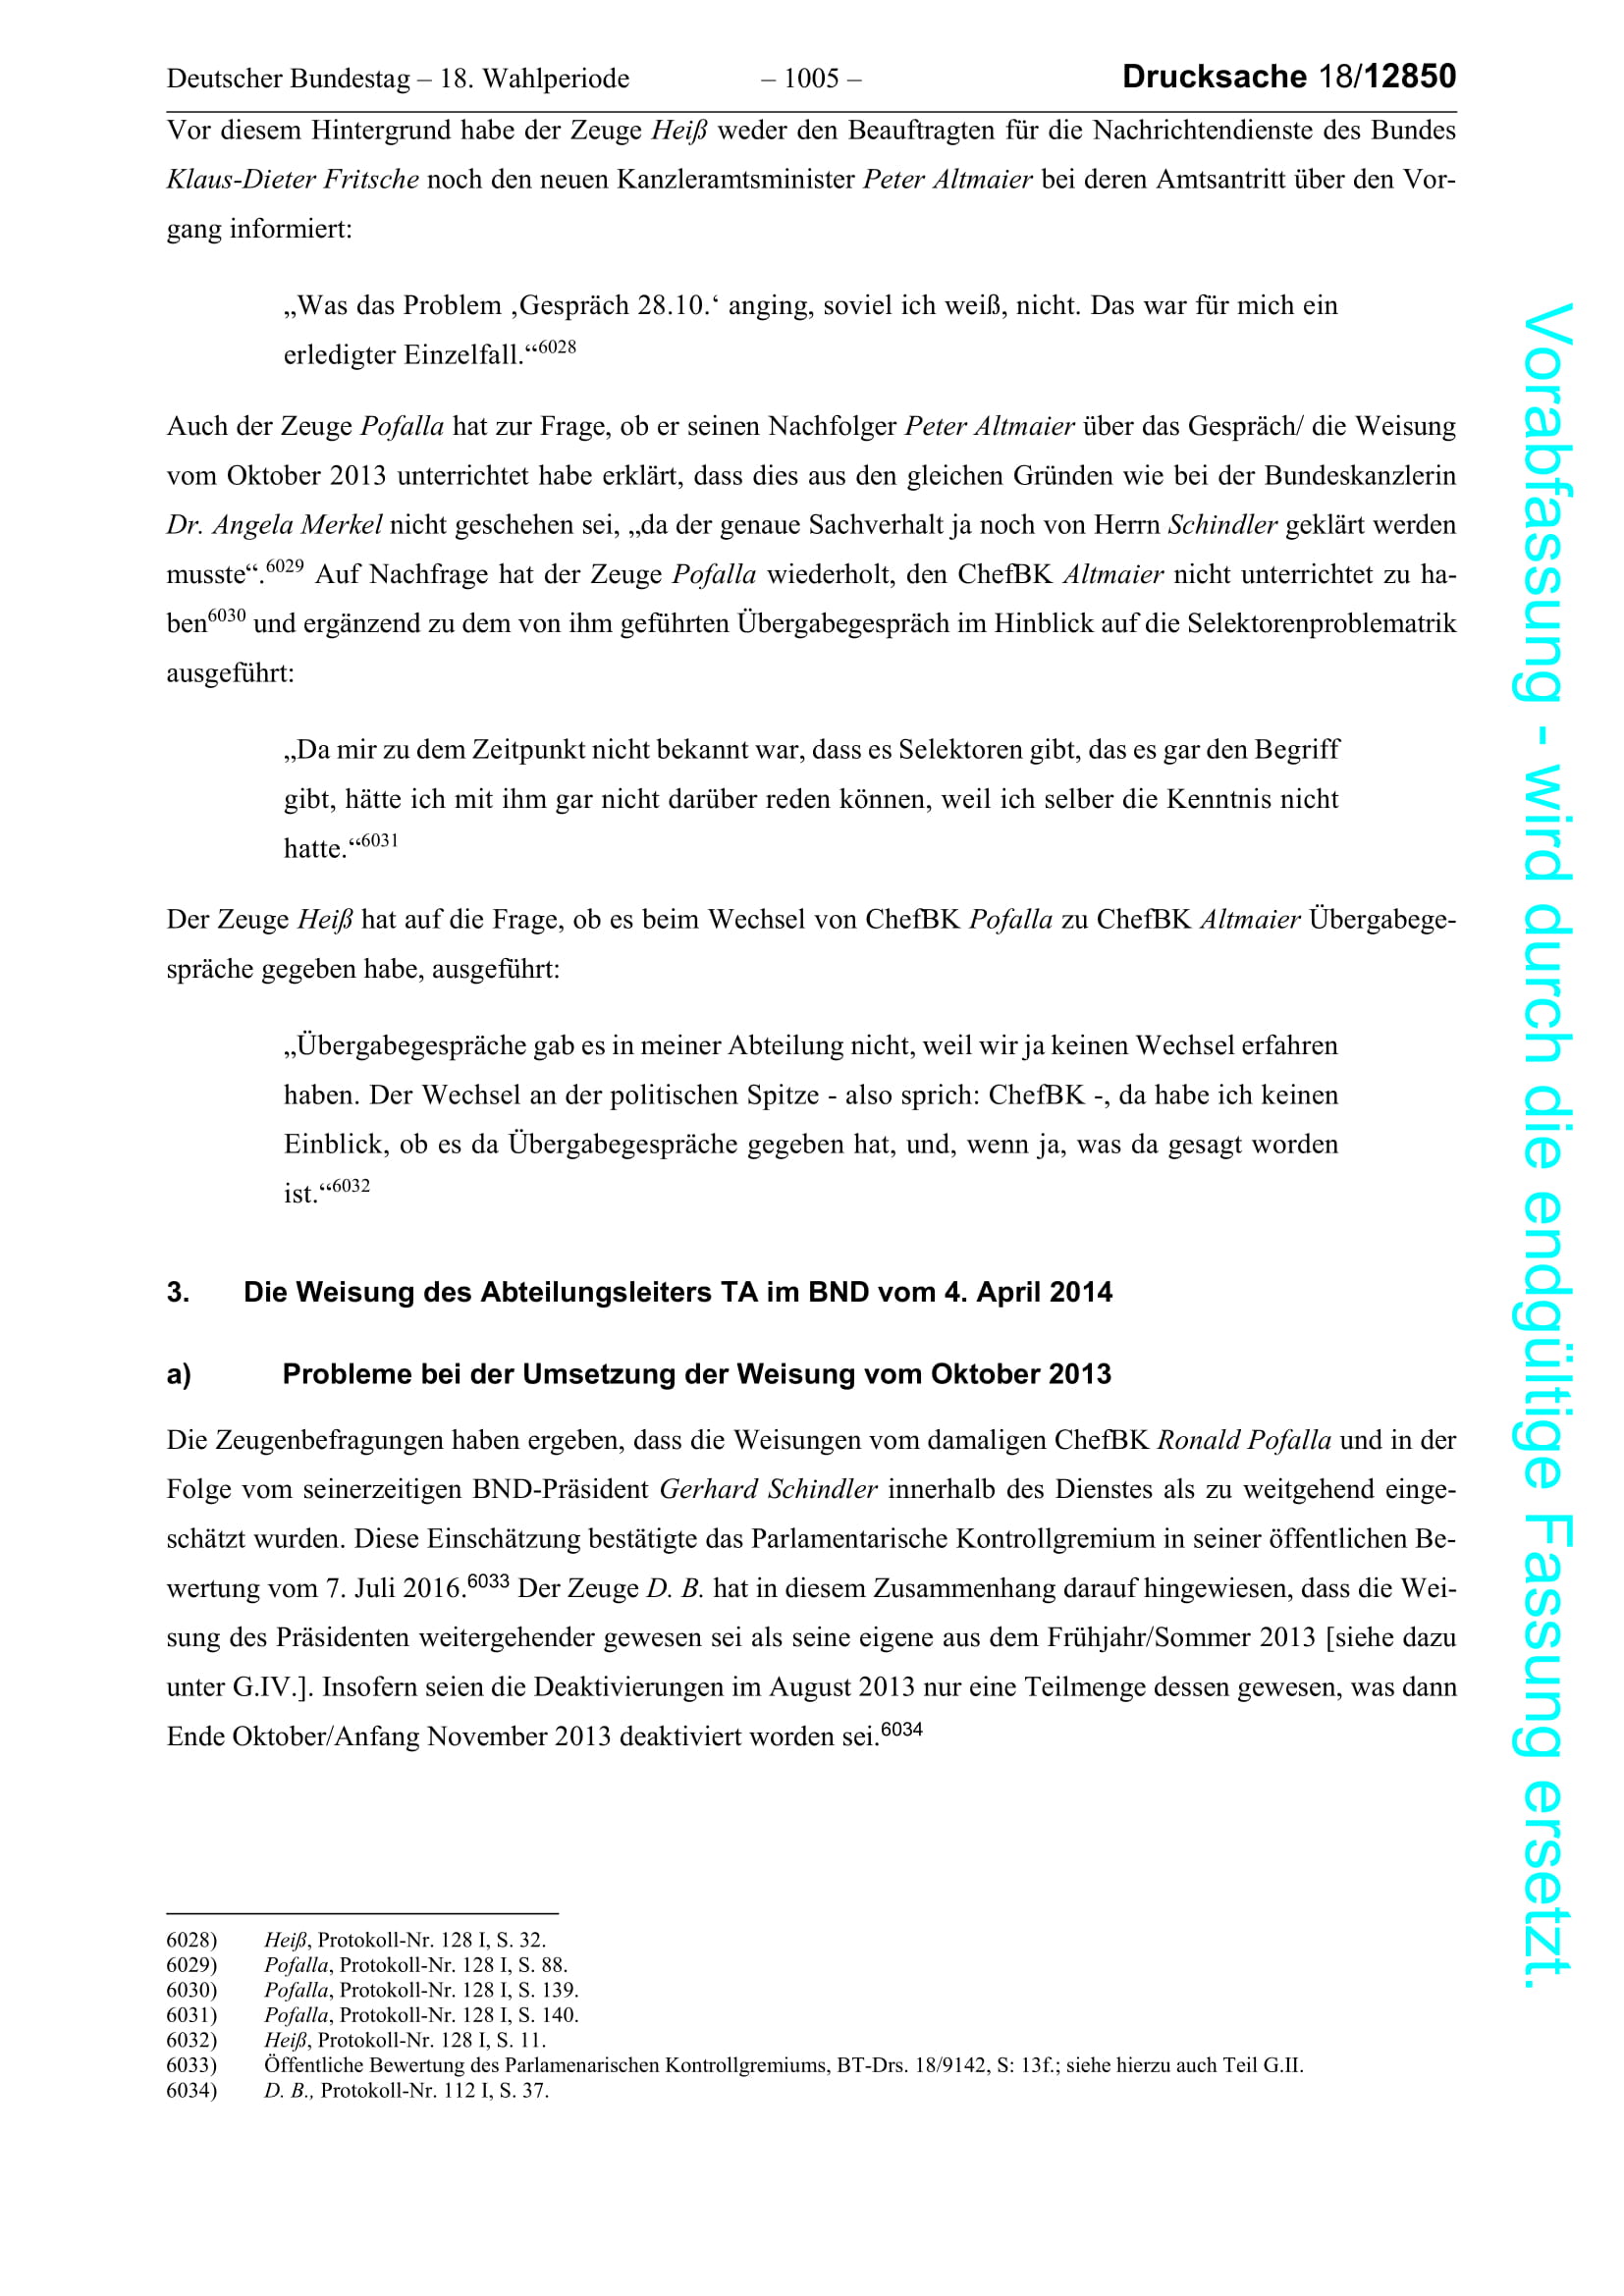 Deutscher Bundestag – 18. Wahlperiode – 1005 – Drucksache 18/12850
Vor diesem Hintergrund habe der Zeuge Heiß weder den Beauftragten für die Nachrichtendienste des Bundes
Klaus-Dieter Fritsche noch den neuen Kanzleramtsminister Peter Altmaier bei deren Amtsantritt über den Vor-
gang informiert:
„Was das Problem ‚Gespräch 28.10.‘ anging, soviel ich weiß, nicht. Das war für mich ein
erledigter Einzelfall.“6028
Auch der Zeuge Pofalla hat zur Frage, ob er seinen Nachfolger Peter Altmaier über das Gespräch/ die Weisung
vom Oktober 2013 unterrichtet habe erklärt, dass dies aus den gleichen Gründen wie bei der Bundeskanzlerin
Dr. Angela Merkel nicht geschehen sei, „da der genaue Sachverhalt ja noch von Herrn Schindler geklärt werden
musste“.6029 Auf Nachfrage hat der Zeuge Pofalla wiederholt, den ChefBK Altmaier nicht unterrichtet zu ha-
ben6030 und ergänzend zu dem von ihm geführten Übergabegespräch im Hinblick auf die Selektorenproblematrik
ausgeführt:
„Da mir zu dem Zeitpunkt nicht bekannt war, dass es Selektoren gibt, das es gar den Begriff
gibt, hätte ich mit ihm gar nicht darüber reden können, weil ich selber die Kenntnis nicht
hatte.“6031
Der Zeuge Heiß hat auf die Frage, ob es beim Wechsel von ChefBK Pofalla zu ChefBK Altmaier Übergabege-
spräche gegeben habe, ausgeführt:
„Übergabegespräche gab es in meiner Abteilung nicht, weil wir ja keinen Wechsel erfahren
haben. Der Wechsel an der politischen Spitze - also sprich: ChefBK -, da habe ich keinen
Einblick, ob es da Übergabegespräche gegeben hat, und, wenn ja, was da gesagt worden
ist.“6032
3. Die Weisung des Abteilungsleiters TA im BND vom 4. April 2014
a) Probleme bei der Umsetzung der Weisung vom Oktober 2013
Die Zeugenbefragungen haben ergeben, dass die Weisungen vom damaligen ChefBK Ronald Pofalla und in der
Folge vom seinerzeitigen BND-Präsident Gerhard Schindler innerhalb des Dienstes als zu weitgehend einge-
schätzt wurden. Diese Einschätzung bestätigte das Parlamentarische Kontrollgremium in seiner öffentlichen Be-
wertung vom 7. Juli 2016.6033 Der Zeuge D. B. hat in diesem Zusammenhang darauf hingewiesen, dass die Wei-
sung des Präsidenten weitergehender gewesen sei als seine eigene aus dem Frühjahr/Sommer 2013 [siehe dazu
unter G.IV.]. Insofern seien die Deaktivierungen im August 2013 nur eine Teilmenge dessen gewesen, was dann
Ende Oktober/Anfang November 2013 deaktiviert worden sei.6034
6028) Heiß, Protokoll-Nr. 128 I, S. 32.
6029) Pofalla, Protokoll-Nr. 128 I, S. 88.
6030) Pofalla, Protokoll-Nr. 128 I, S. 139.
6031) Pofalla, Protokoll-Nr. 128 I, S. 140.
6032) Heiß, Protokoll-Nr. 128 I, S. 11.
6033) Öffentliche Bewertung des Parlamenarischen Kontrollgremiums, BT-Drs. 18/9142, S: 13f.; siehe hierzu auch Teil G.II.
6034) D. B., Protokoll-Nr. 112 I, S. 37.
Vorabfassung - wird durch die endgültige Fassung ersetzt.